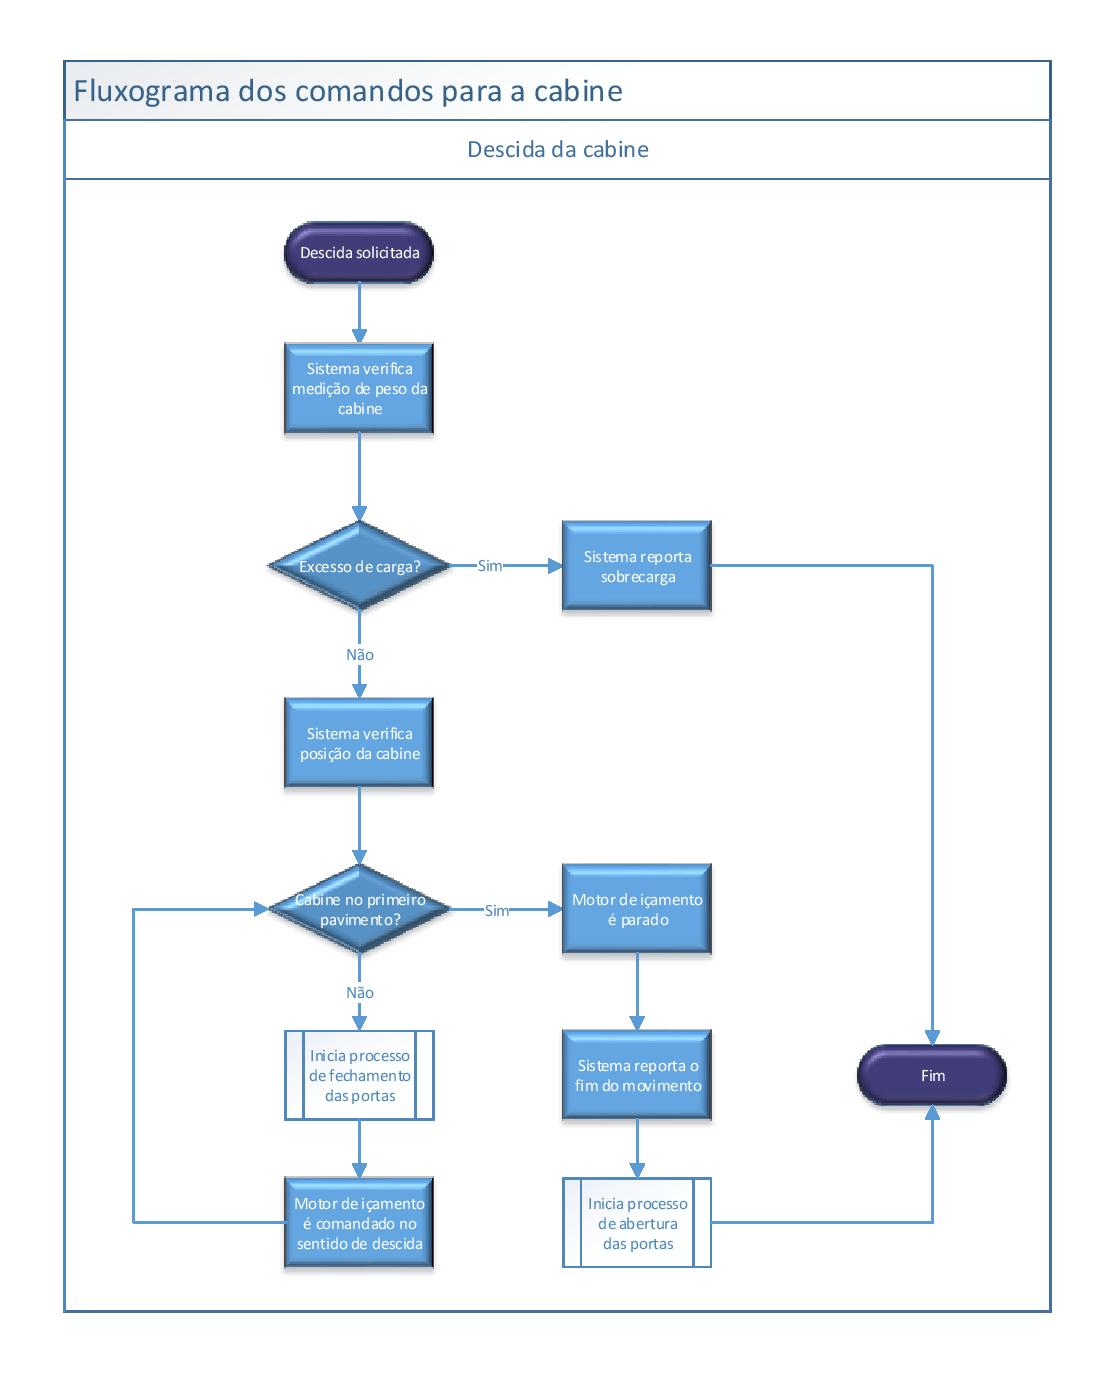 Fluxograma dos comandos para a cabine
Descida da cabine
Descida solicitada
Sistema verifica
medição de peso da
cabine
Excesso de carga?
Sim
Sistema reporta
sobrecarga
Não
Sistema verifica
posição da cabine
Cabine no primeiro
pavimento?
Sim
Motor de içamento
é parado
Não
Inicia processo
de fechamento
das portas
Sistema reporta o
fim do movimento
Fim
Motor de içamento
é comandado no
sentido de descida
Inicia processo
de abertura
das portas